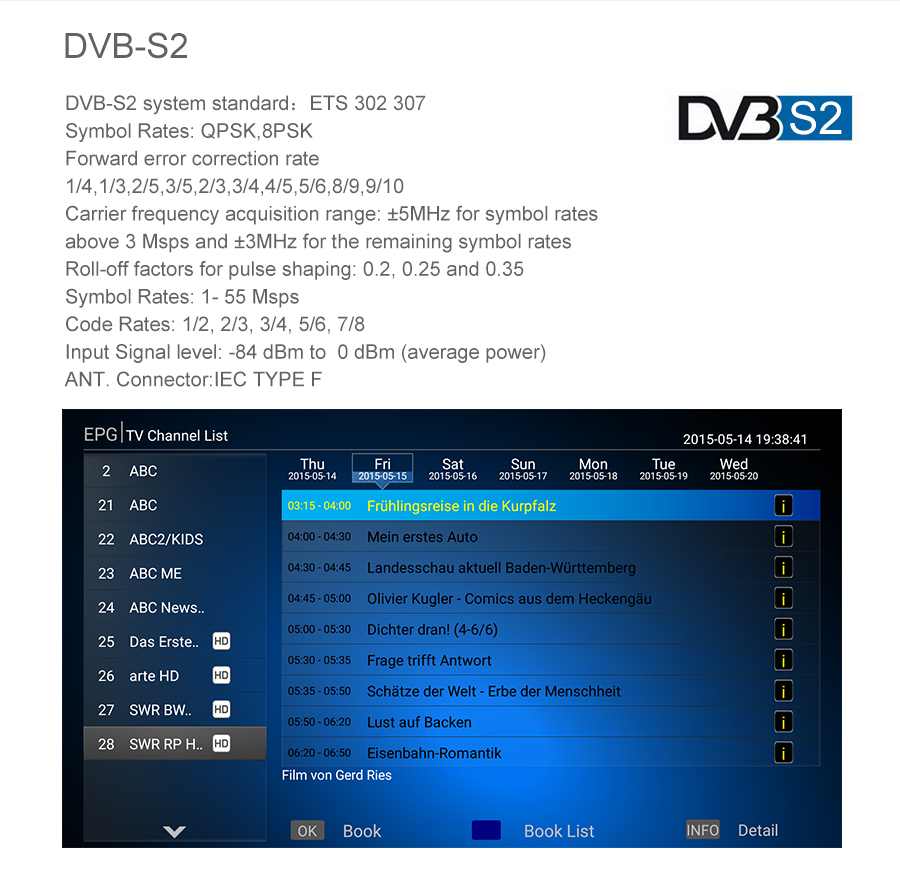 DVB-S2
DVB-S2 system standard：ETS 302 307
Symbol Rates: QPSK,8PSK
Forward error correction rate
1/4,1/3,2/5,3/5,2/3,3/4,4/5,5/6,8/9,9/10
Carrier frequency acquisition range: ±5MHz for symbol rates
above 3 Msps and ±3MHz for the remaining symbol rates
Roll-off factors for pulse shaping: 0.2, 0.25 and 0.35
Symbol Rates: 1- 55 Msps
Code Rates: 1/2, 2/3, 3/4, 5/6, 7/8
Input Signal level: -84 dBm to  0 dBm (average power)
ANT. Connector:IEC TYPE F
DVB S2
EPG TV Channel List
2015-05-14 19:38:41
2 ABC
21 ABC
22 ABC2/KIDS
23 ABC ME
24 ABC News..
25 Das Erste.. HD
26 arte HD HD
27 SWR BW.. HD
28 SWR RP H.. HD
Thu Fri Sat Sun Mon Tue Wed
2015-05-14 2015-05-15 2015-05-16 2015-05-17 2015-05-18 2015-05-19 2015-05-20
03:15 - 04:00 Frühlingsreise in die Kurpfalz i
04:00 - 04:30 Mein erstes Auto i
04:30 - 04:45 Landesschau aktuell Baden-Württemberg i
04:45 - 05:00 Olivier Kugler - Comics aus dem Heckengäu i
05:00 - 05:30 Dichter dran! (4-6/6) i
05:30 - 05:35 Frage trifft Antwort i
05:35 - 05:50 Schätze der Welt - Erbe der Menschheit i
05:50 - 06:20 Lust auf Backen i
06:20 - 06:50 Eisenbahn-Romantik i
Film von Gerd Ries
OK Book Book List INFO Detail